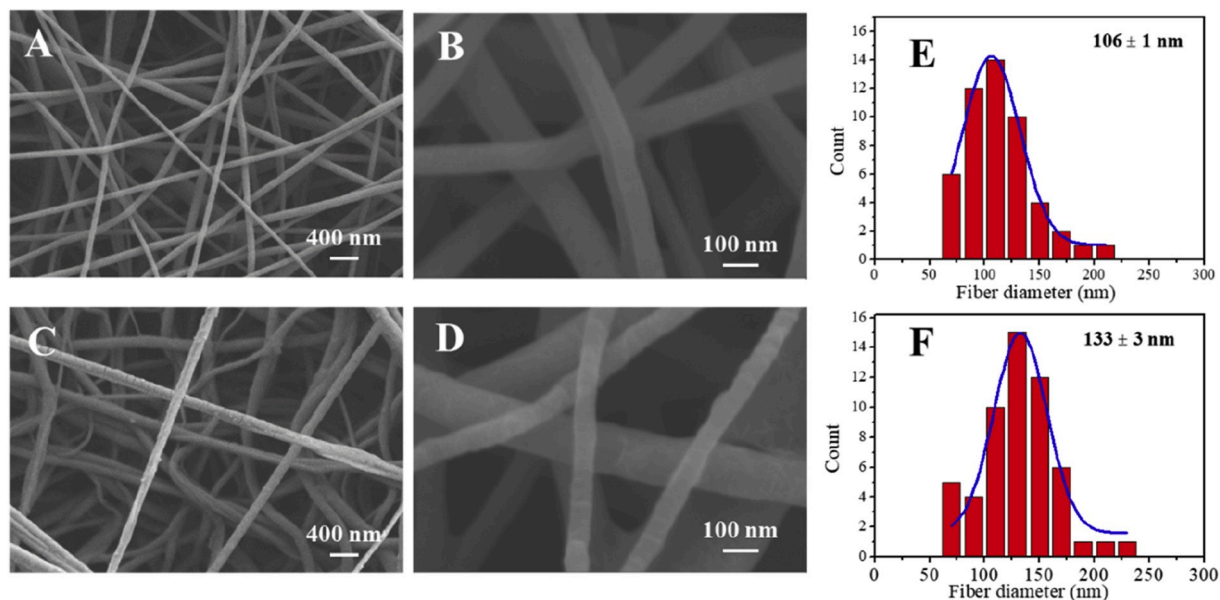 A
400 nm
B
100 nm
E
106 ± 1 nm
16
14
12
10
8
6
4
2
0
Count
0 50 100 150 200 250 300
Fiber diameter (nm)
C
400 nm
D
100 nm
F
133 ± 3 nm
16
14
12
10
8
6
4
2
0
Count
0 50 100 150 200 250 300
Fiber diameter (nm)